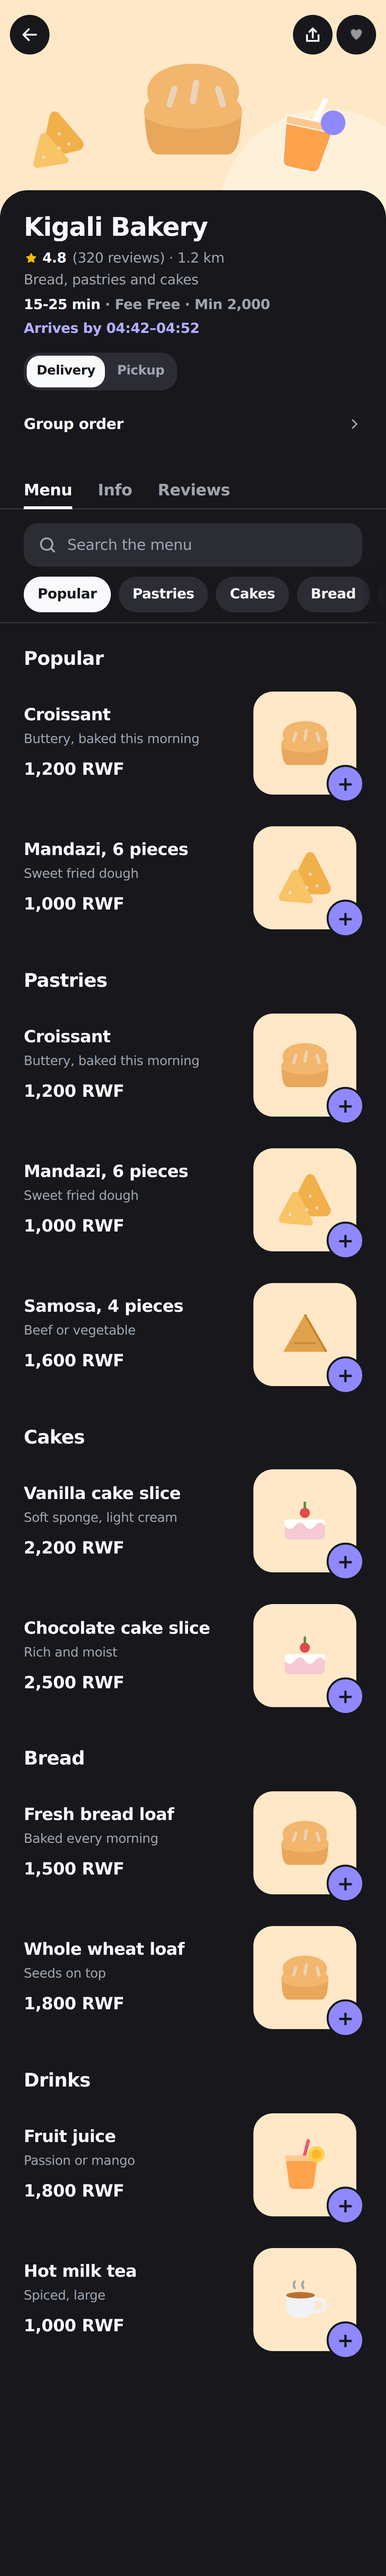 Kigali Bakery
4.8 (320 reviews) · 1.2 km
Bread, pastries and cakes
15-25 min · Fee Free · Min 2,000
Arrives by 04:42–04:52
Delivery Pickup
Group order
Menu Info Reviews
Search the menu
Popular Pastries Cakes Bread
Popular
Croissant
Buttery, baked this morning
1,200 RWF
Mandazi, 6 pieces
Sweet fried dough
1,000 RWF
Pastries
Croissant
Buttery, baked this morning
1,200 RWF
Mandazi, 6 pieces
Sweet fried dough
1,000 RWF
Samosa, 4 pieces
Beef or vegetable
1,600 RWF
Cakes
Vanilla cake slice
Soft sponge, light cream
2,200 RWF
Chocolate cake slice
Rich and moist
2,500 RWF
Bread
Fresh bread loaf
Baked every morning
1,500 RWF
Whole wheat loaf
Seeds on top
1,800 RWF
Drinks
Fruit juice
Passion or mango
1,800 RWF
Hot milk tea
Spiced, large
1,000 RWF